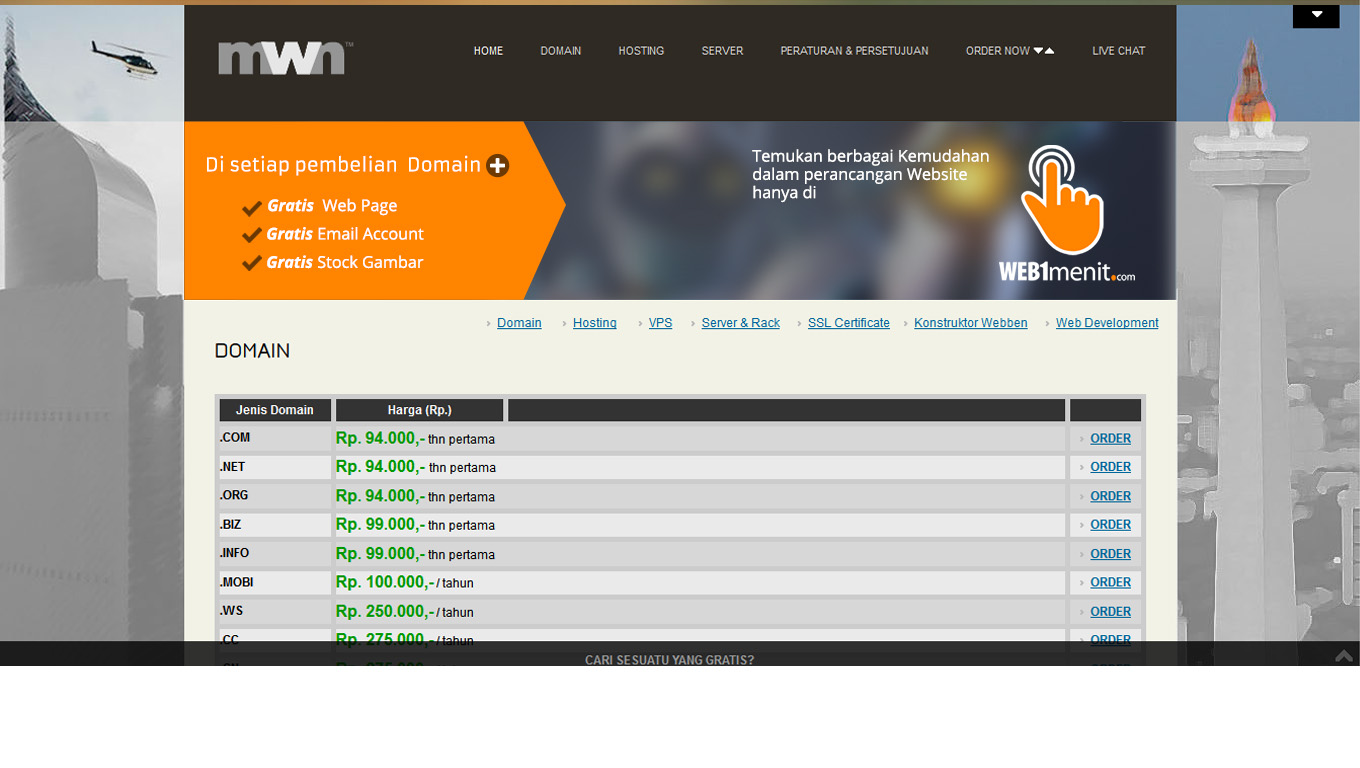 mwn™
HOME DOMAIN HOSTING SERVER PERATURAN & PERSETUJUAN ORDER NOW LIVE CHAT
Di setiap pembelian Domain
Gratis Web Page
Gratis Email Account
Gratis Stock Gambar
Temukan berbagai Kemudahan
dalam perancangan Website
hanya di
WEB1menit.com
Domain Hosting VPS Server & Rack SSL Certificate Konstruktor Webben Web Development
DOMAIN
Jenis Domain Harga (Rp.)
.COM Rp. 94.000,- thn pertama ORDER
.NET Rp. 94.000,- thn pertama ORDER
.ORG Rp. 94.000,- thn pertama ORDER
.BIZ Rp. 99.000,- thn pertama ORDER
.INFO Rp. 99.000,- thn pertama ORDER
.MOBI Rp. 100.000,- / tahun ORDER
.WS Rp. 250.000,- / tahun ORDER
.CC Rp. 275.000,- / tahun ORDER
CARI SESUATU YANG GRATIS?